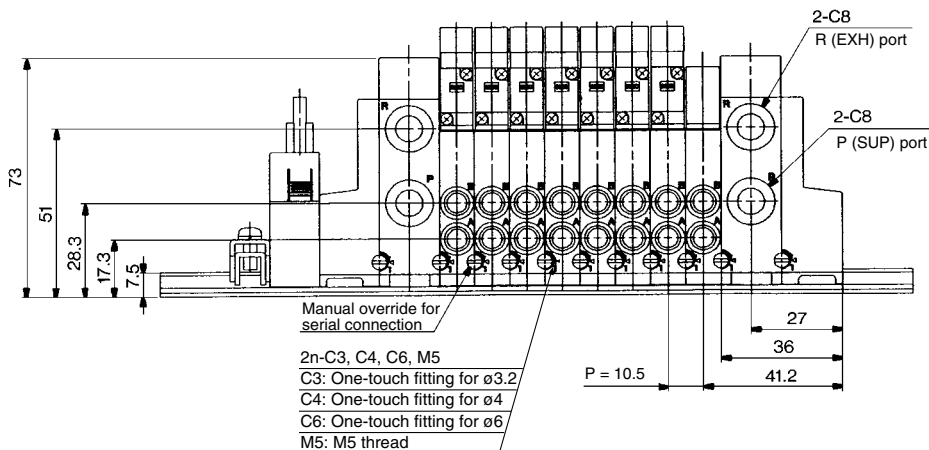 2-C8
R (EXH) port
2-C8
P (SUP) port
R
P
R
B B B B B B B B
A A A A A A A A
73
51
28.3
17.3
7.5
Manual override for
serial connection
27
36
P = 10.5
41.2
2n-C3, C4, C6, M5
C3: One-touch fitting for ø3.2
C4: One-touch fitting for ø4
C6: One-touch fitting for ø6
M5: M5 thread